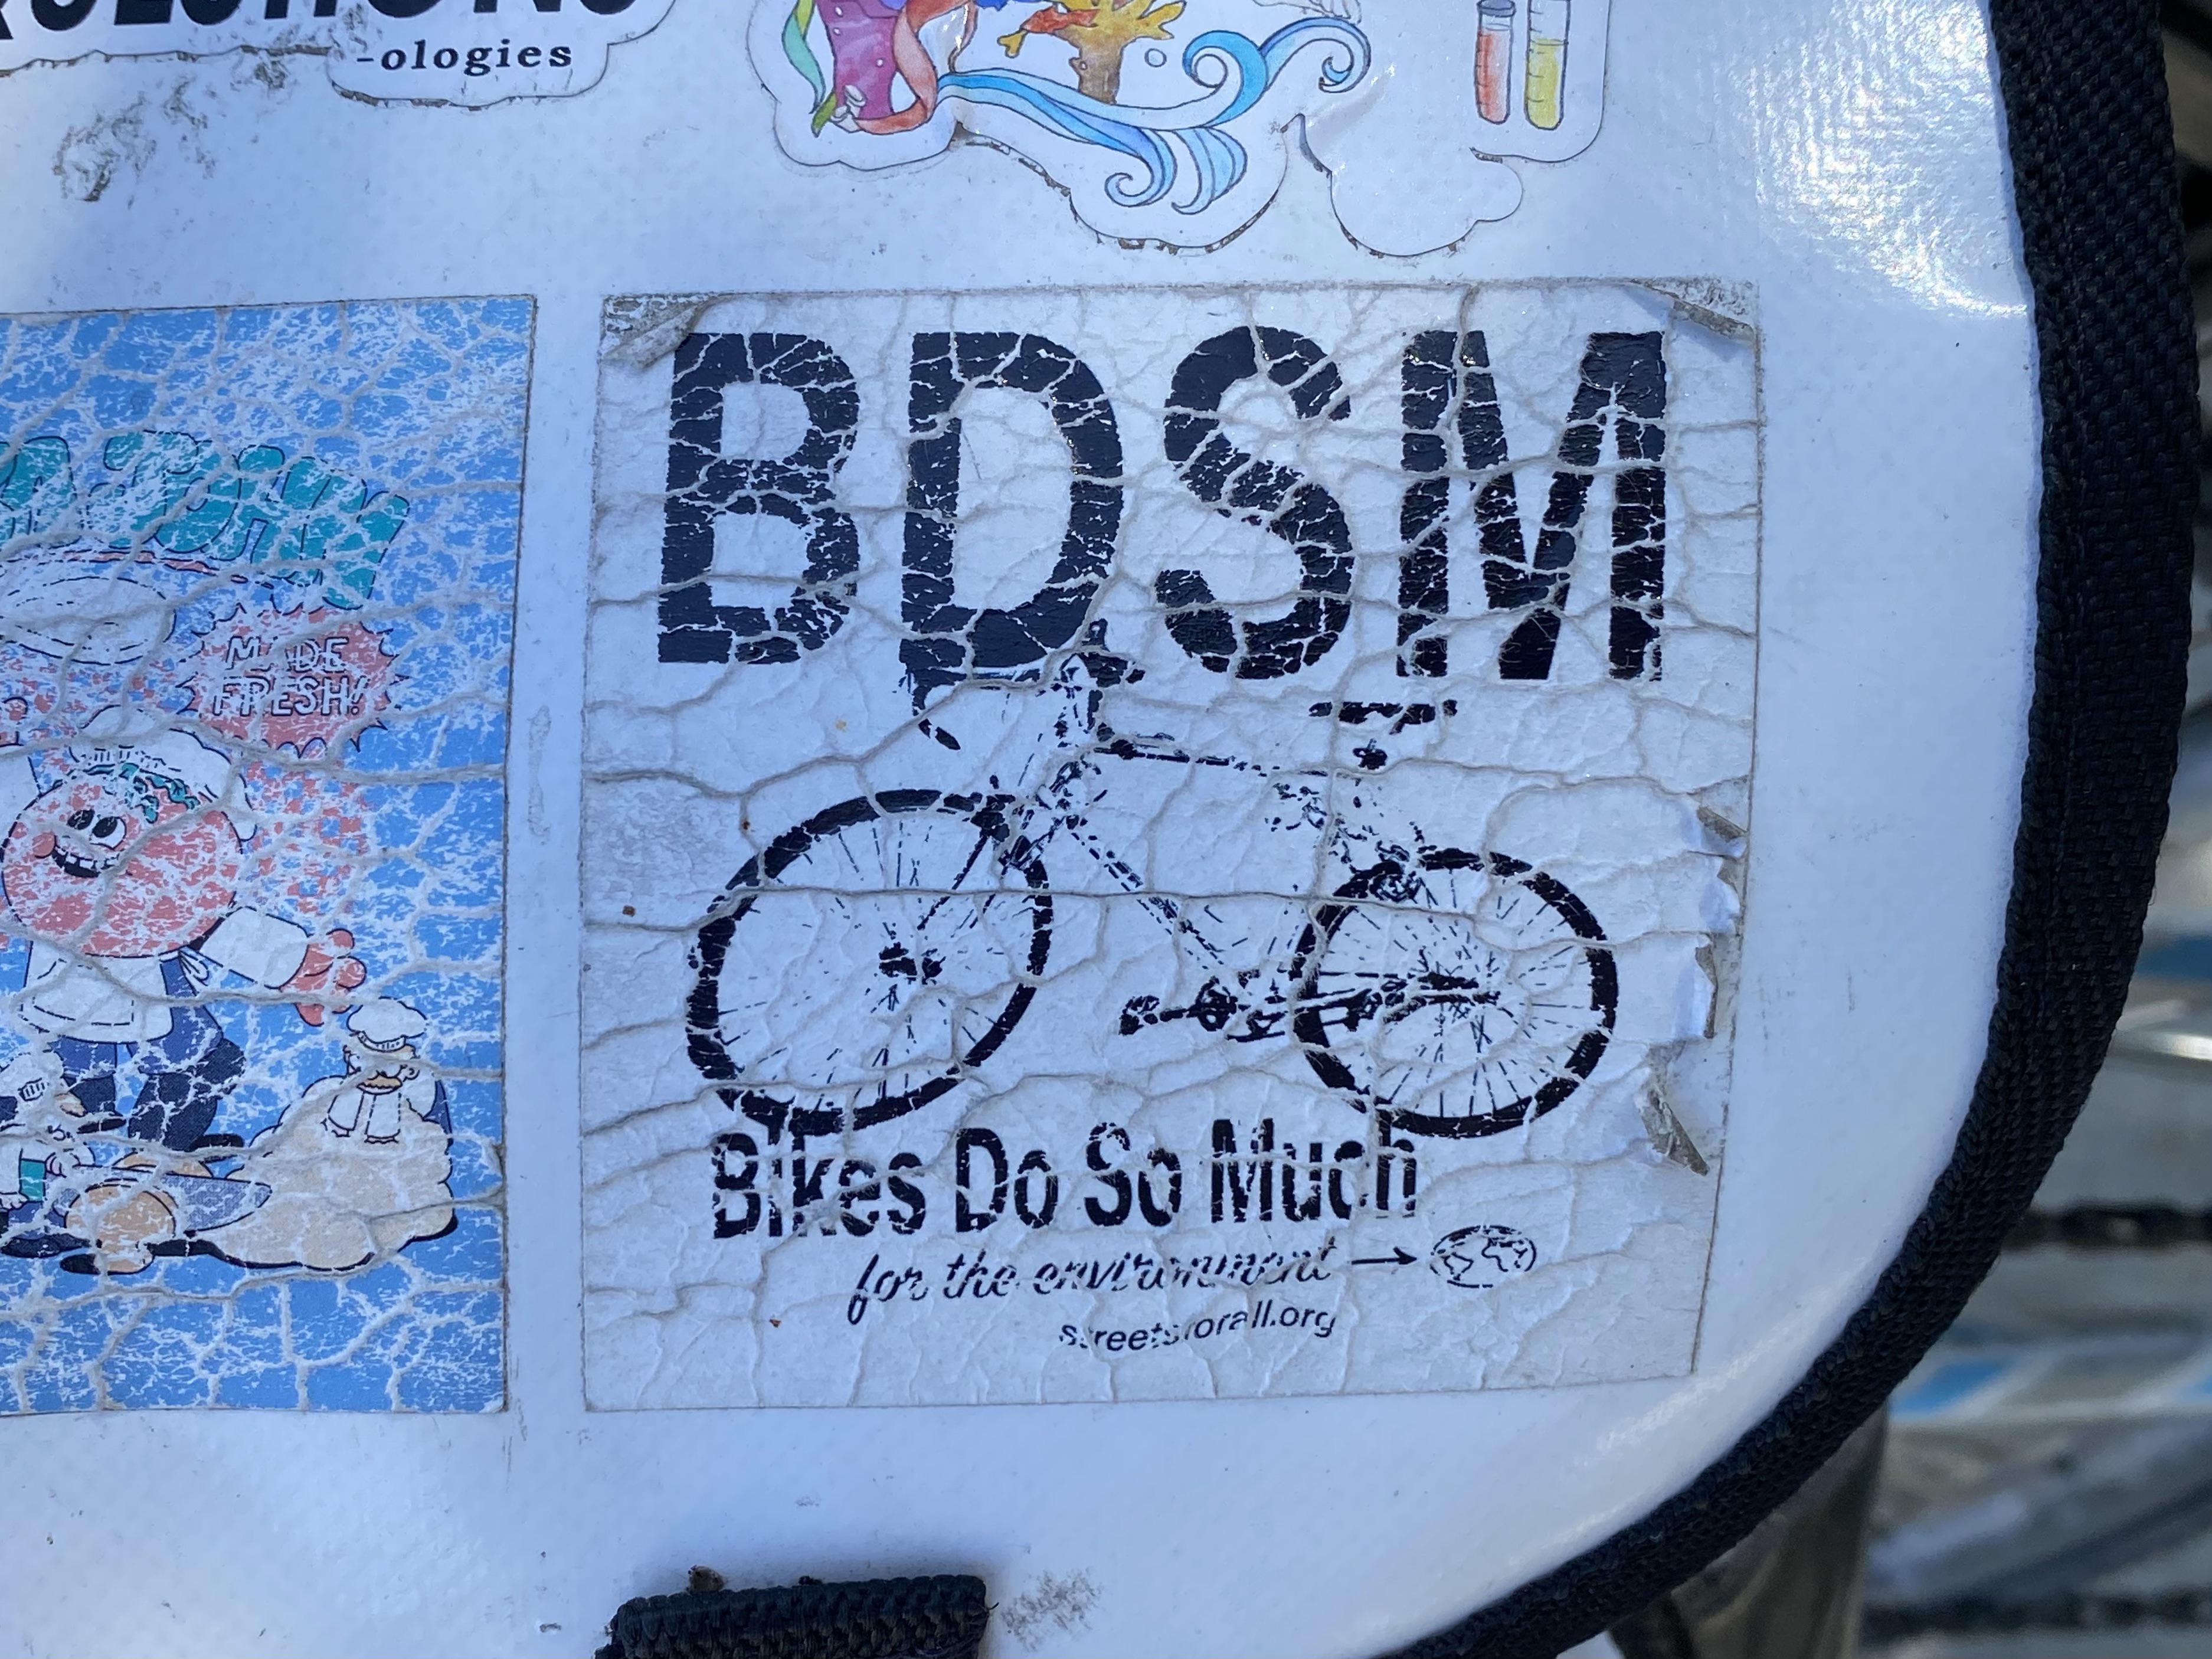 -ologies
MADE
FRESH!
BDSM
Bikes Do So Much
for the environment →
streetsforall.org